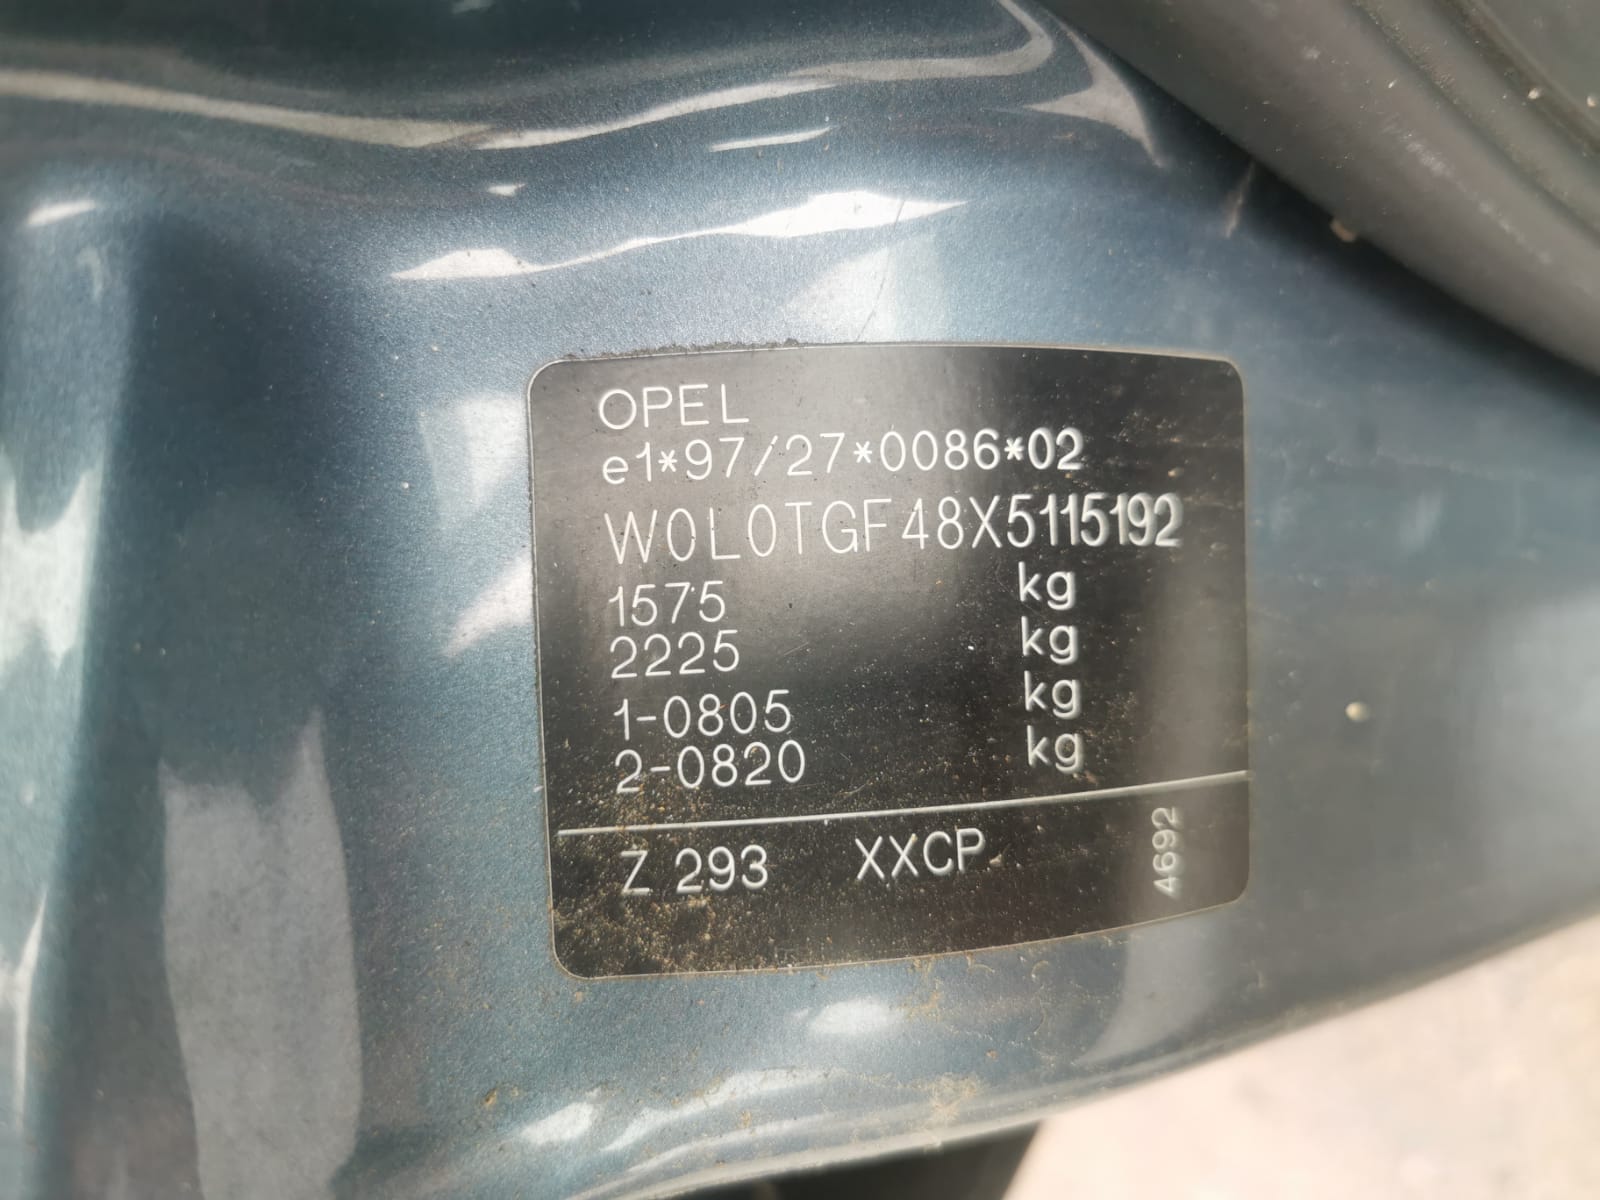 OPEL
e1*97/27*0086*02
W0L0TGF48X5115192
1575 kg
2225 kg
1-0805 kg
2-0820 kg
Z 293 XXCP
4692